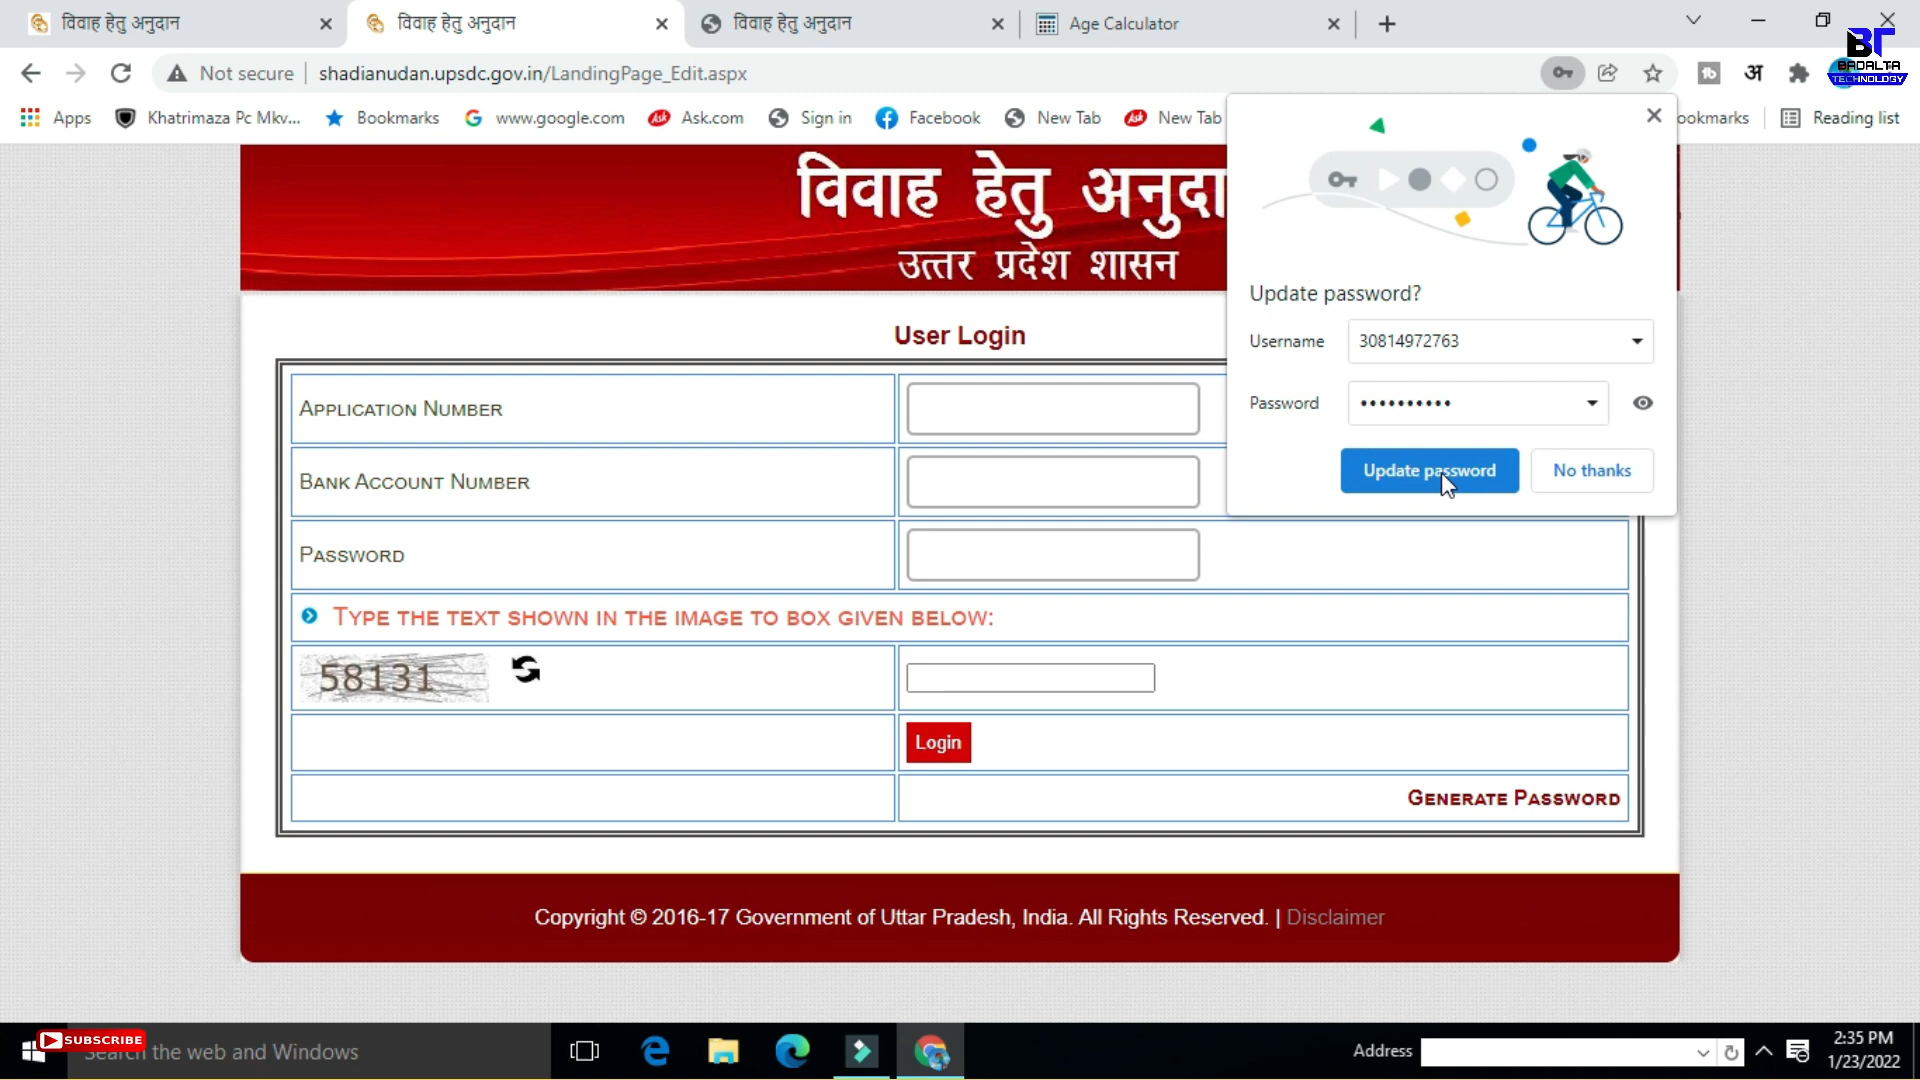 विवाह हेतु अनुदान
विवाह हेतु अनुदान
विवाह हेतु अनुदान
Age Calculator
BT
BADALTA
TECHNOLOGY
Not secure
shadianudan.upsdc.gov.in/LandingPage_Edit.aspx
अ
Apps
Khatrimaza Pc Mkv...
Bookmarks
www.google.com
Ask.com
Sign in
Facebook
New Tab
New Tab
ookmarks
Reading list
विवाह हेतु अनुदा
उत्तर प्रदेश शासन
Update password?
Username
30814972763
Password
••••••••••
Update password
No thanks
User Login
Application Number
Bank Account Number
Password
Type the text shown in the image to box given below:
58131
Login
Generate Password
Copyright © 2016-17 Government of Uttar Pradesh, India. All Rights Reserved. | Disclaimer
SUBSCRIBE
Search the web and Windows
Address
2:35 PM
1/23/2022